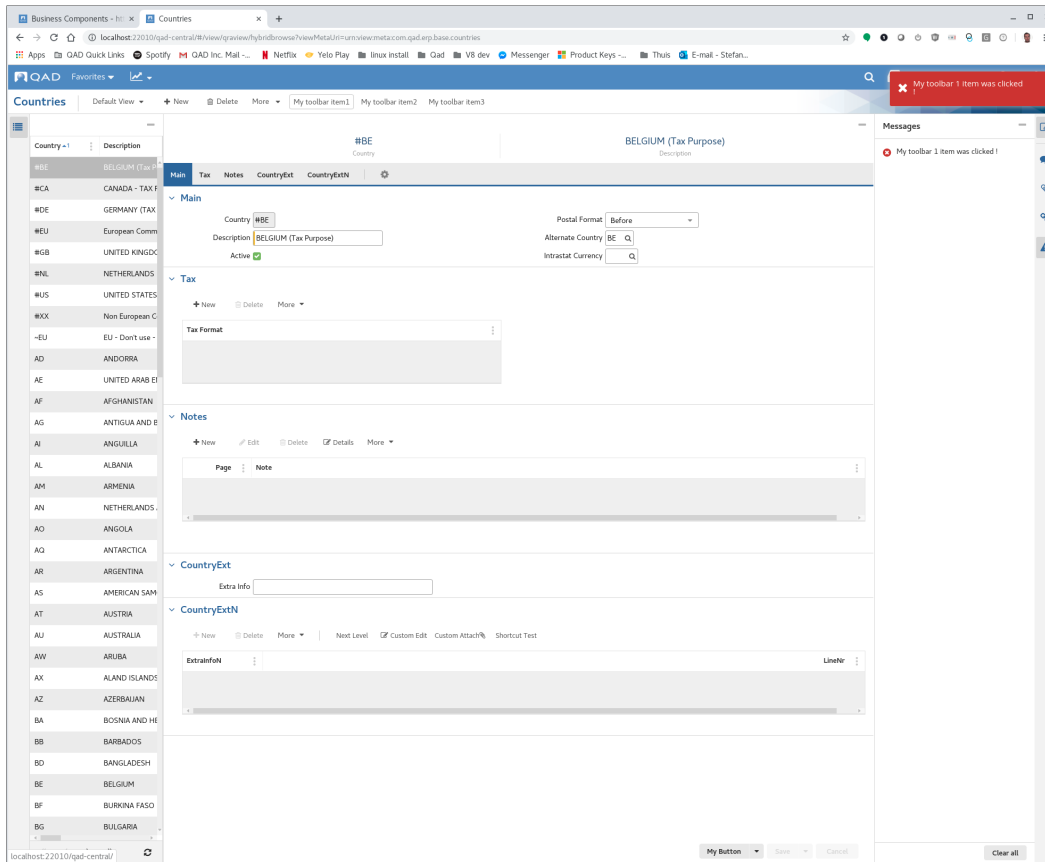 Business Components - ht
Countries
localhost:22010/qad-central/#/view/qraview/hybridbrowse?viewMetaUri=urn:view:meta:com.qad.erp.base.countries
Apps QAD Quick Links Spotify QAD Inc. Mail -... Netflix Yelo Play linux install Qad V8 dev Messenger Product Keys -... Thuis E-mail - Stefan...
QAD Favorites
My toolbar 1 item was clicked !
Countries Default View + New Delete More My toolbar item1 My toolbar item2 My toolbar item3
Country 1 Description
#BE BELGIUM (Tax P
#CA CANADA - TAX F
#DE GERMANY (TAX
#EU European Comm
#GB UNITED KINGDO
#NL NETHERLANDS
#US UNITED STATES
#XX Non European C
~EU EU - Don't use -
AD ANDORRA
AE UNITED ARAB E
AF AFGHANISTAN
AG ANTIGUA AND B
AI ANGUILLA
AL ALBANIA
AM ARMENIA
AN NETHERLANDS
AO ANGOLA
AQ ANTARCTICA
AR ARGENTINA
AS AMERICAN SAM
AT AUSTRIA
AU AUSTRALIA
AW ARUBA
AX ALAND ISLANDS
AZ AZERBAIJAN
BA BOSNIA AND HE
BB BARBADOS
BD BANGLADESH
BE BELGIUM
BF BURKINA FASO
BG BULGARIA
localhost:22010/qad-central/
#BE
Country
BELGIUM (Tax Purpose)
Description
Main Tax Notes CountryExt CountryExtN
Main
Country #BE
Description BELGIUM (Tax Purpose)
Active
Postal Format Before
Alternate Country BE
Intrastat Currency
Tax
+ New Delete More
Tax Format
Notes
+ New Edit Delete Details More
Page Note
CountryExt
Extra Info
CountryExtN
+ New Delete More Next Level Custom Edit Custom Attach Shortcut Test
ExtraInfoN LineNr
My Button Save Cancel
Messages
My toolbar 1 item was clicked !
Clear all